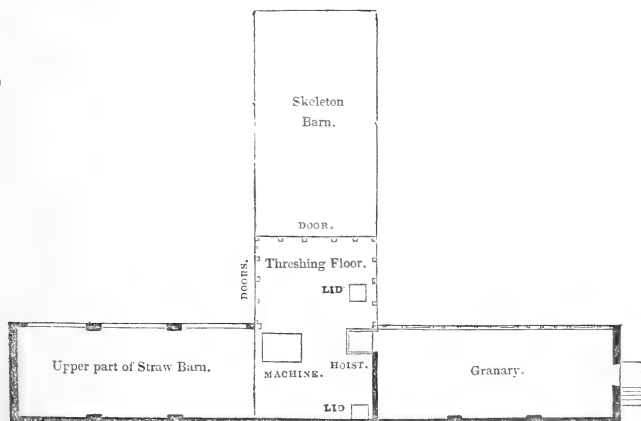 Skeleton
Barn.
DOOR.
DOORS.
Threshing Floor.
LID
Upper part of Straw Barn.
MACHINE.
HOIST.
Granary.
LID